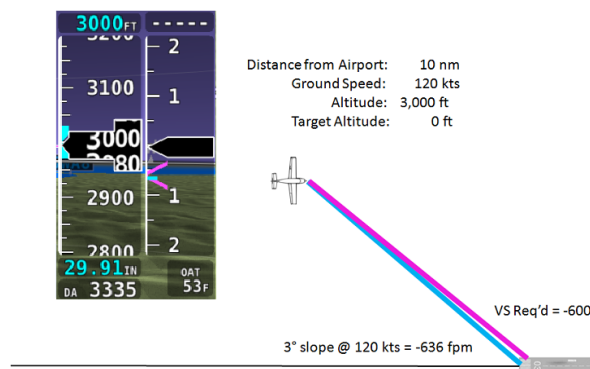 3000FT
-----
3200
2
3100
1
3000
2900
1
2800
2
29.91IN
OAT
DA 3335
53F
Distance from Airport: 10 nm
Ground Speed: 120 kts
Altitude: 3,000 ft
Target Altitude: 0 ft
VS Req'd = -600
3° slope @ 120 kts = -636 fpm